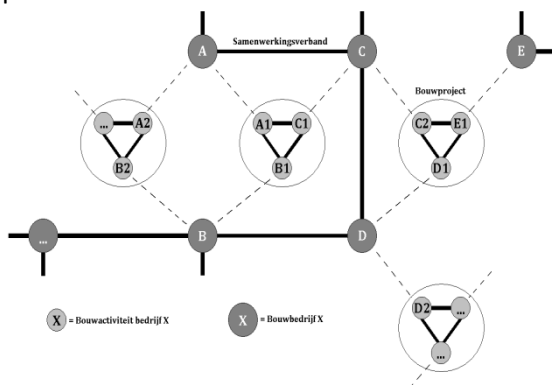 A
Samenwerkingsverband
C
E
Bouwproject
...
A2
B2
A1
C1
B1
C2
E1
D1
...
B
D
D2
...
...
X
= Bouwactiviteit bedrijf X
X
= Bouwbedrijf X